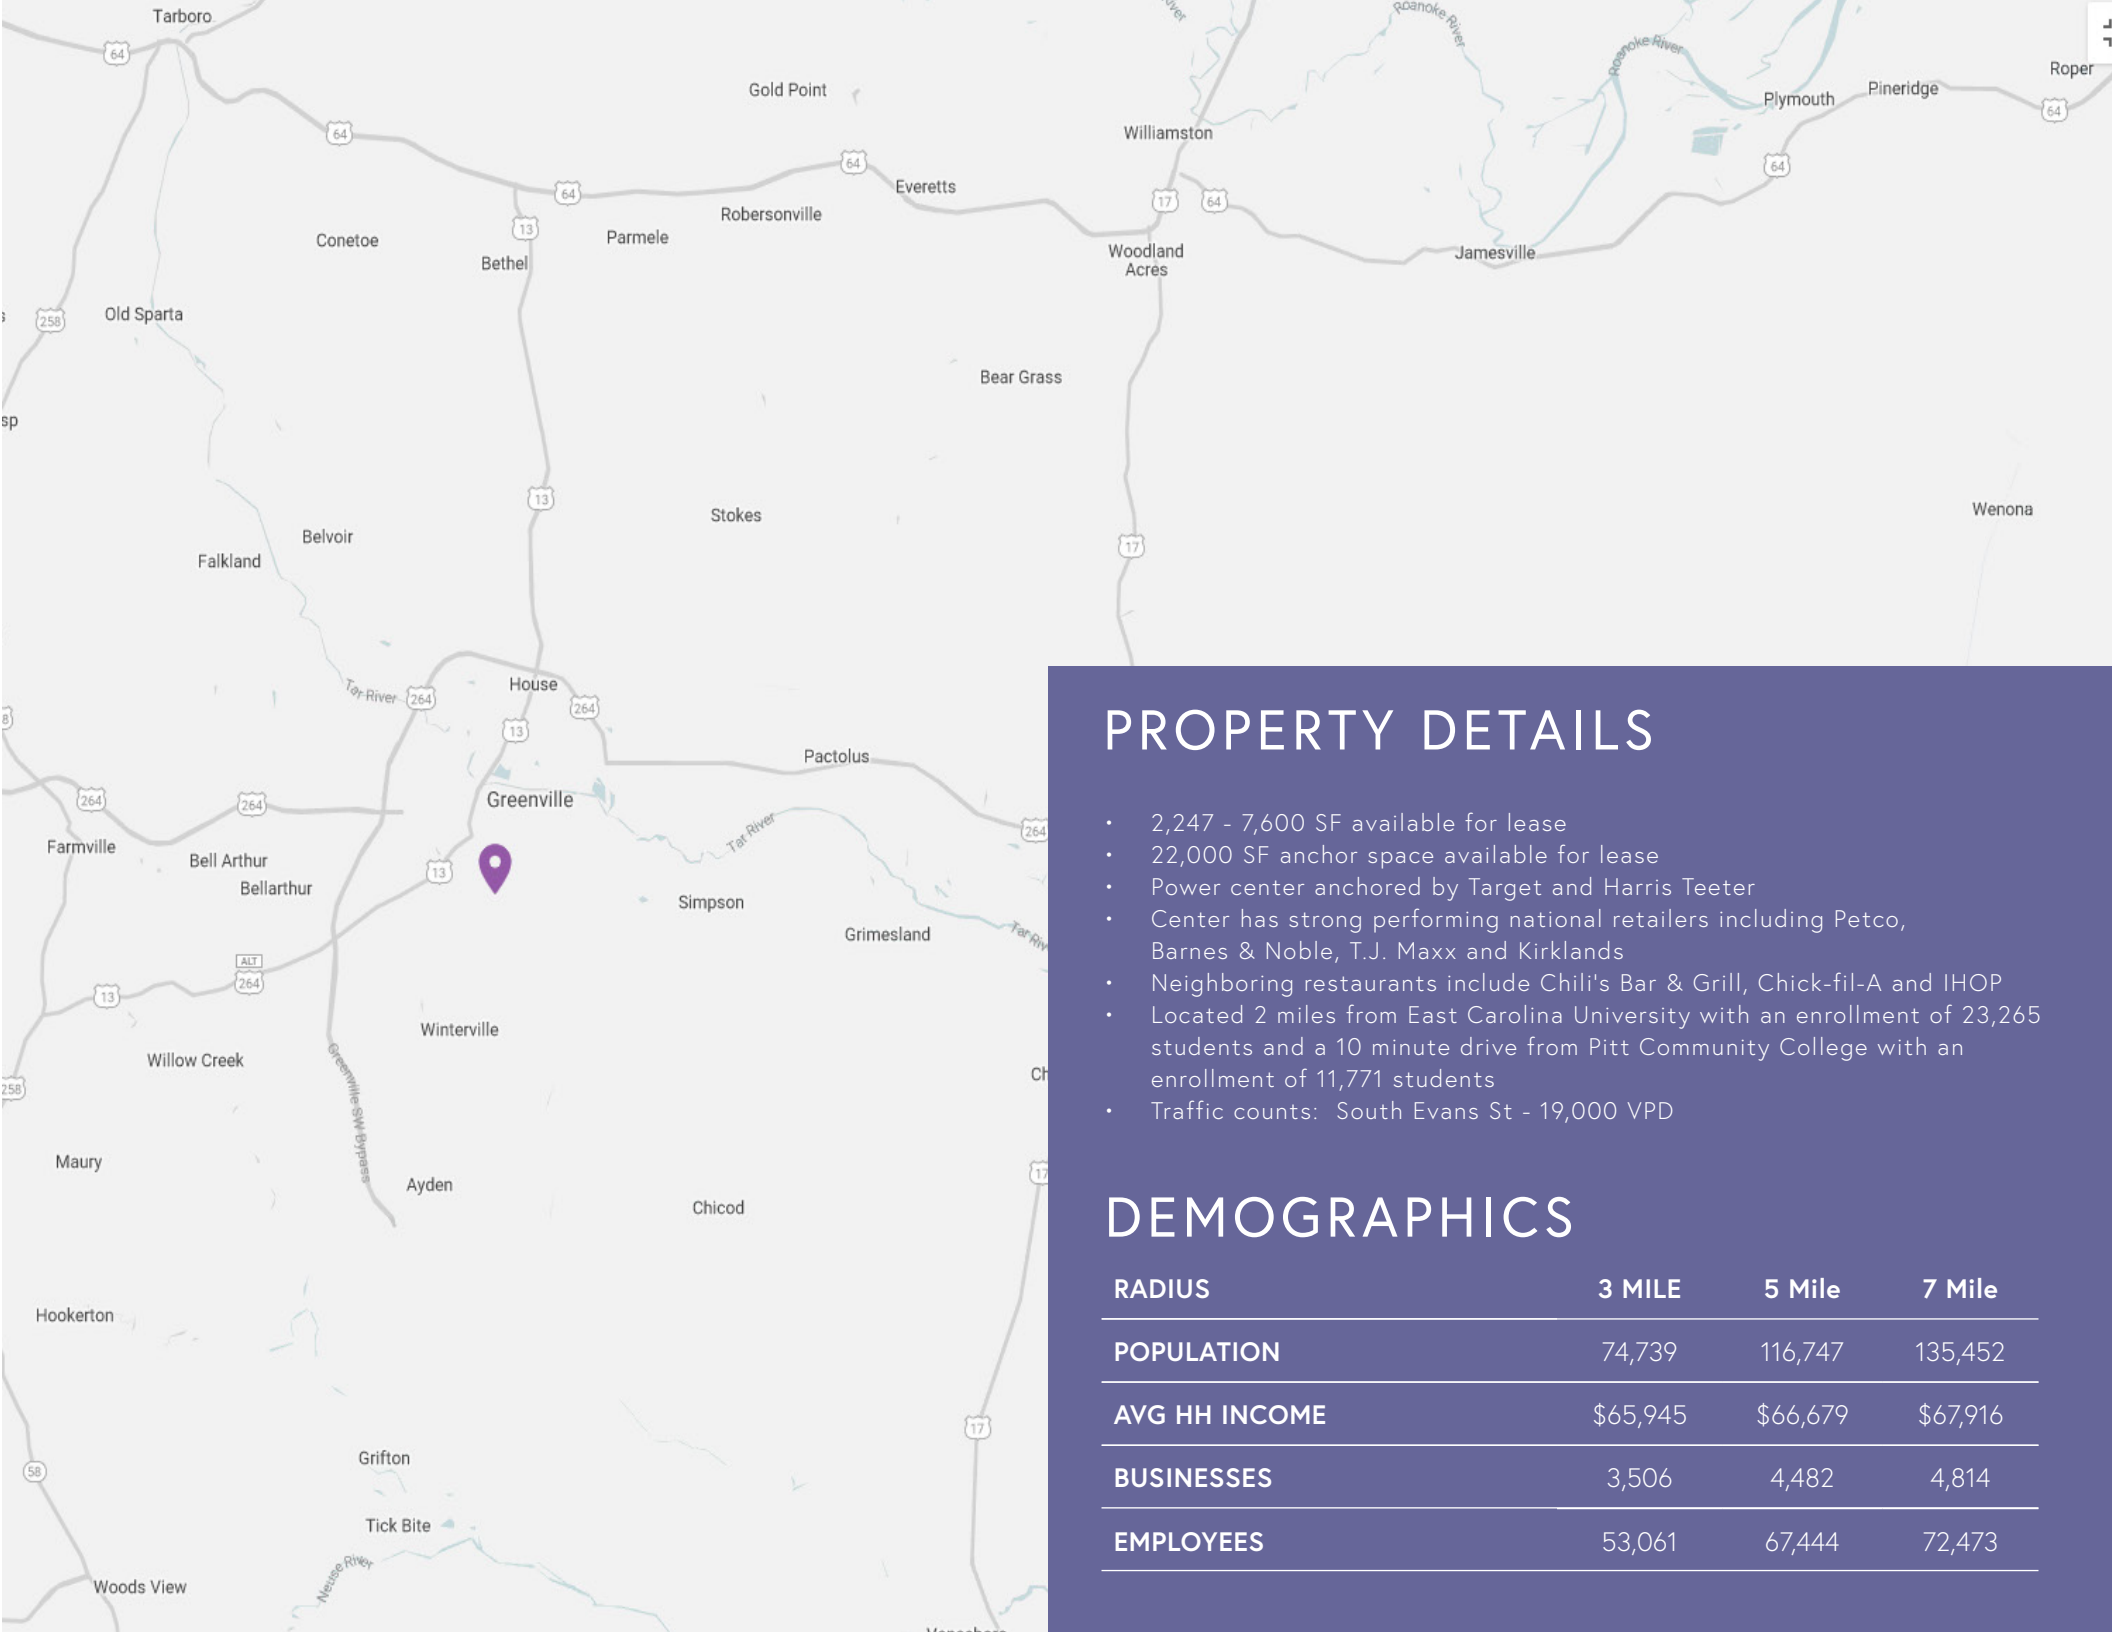 Tarboro
64
Roanoke River
Roanoke River
Roper
Gold Point
64
Plymouth
Pineridge
64
64
Williamston
64
64
Everetts
64
17
64
Robersonville
13
Conetoe
Parmele
Bethel
Woodland
Acres
Jamesville
258
Old Sparta
Bear Grass
13
Stokes
Wenona
Belvoir
Falkland
17
House
Tar River
264
264
13
Pactolus
Greenville
264
264
264
Tar River
Farmville
Bell Arthur
13
Bellarthur
Simpson
Grimesland
ALT
264
13
Winterville
Willow Creek
Greenville SW Bypass
258
17
Maury
Ayden
Chicod
Hookerton
17
Grifton
58
Tick Bite
Neuse River
Woods View
PROPERTY DETAILS
• 2,247 - 7,600 SF available for lease
• 22,000 SF anchor space available for lease
• Power center anchored by Target and Harris Teeter
• Center has strong performing national retailers including Petco,
Barnes & Noble, T.J. Maxx and Kirklands
• Neighboring restaurants include Chili's Bar & Grill, Chick-fil-A and IHOP
• Located 2 miles from East Carolina University with an enrollment of 23,265
students and a 10 minute drive from Pitt Community College with an
enrollment of 11,771 students
• Traffic counts: South Evans St - 19,000 VPD
DEMOGRAPHICS
RADIUS 3 MILE 5 Mile 7 Mile
POPULATION 74,739 116,747 135,452
AVG HH INCOME $65,945 $66,679 $67,916
BUSINESSES 3,506 4,482 4,814
EMPLOYEES 53,061 67,444 72,473